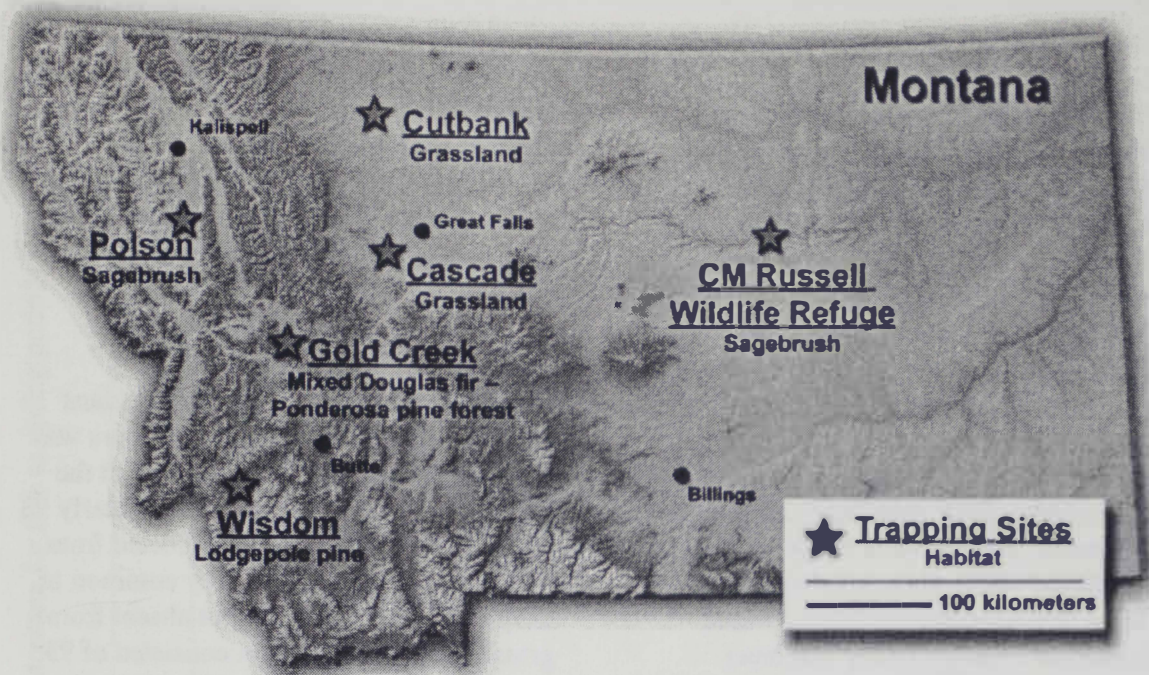 Montana
Kalispell
Cutbank
Grassland
Polson
Sagebrush
Great Falls
Cascade
Grassland
CM Russell
Wildlife Refuge
Sagebrush
Gold Creek
Mixed Douglas fir –
Ponderosa pine forest
Butte
Billings
Wisdom
Lodgepole pine
Trapping Sites
Habitat
100 kilometers